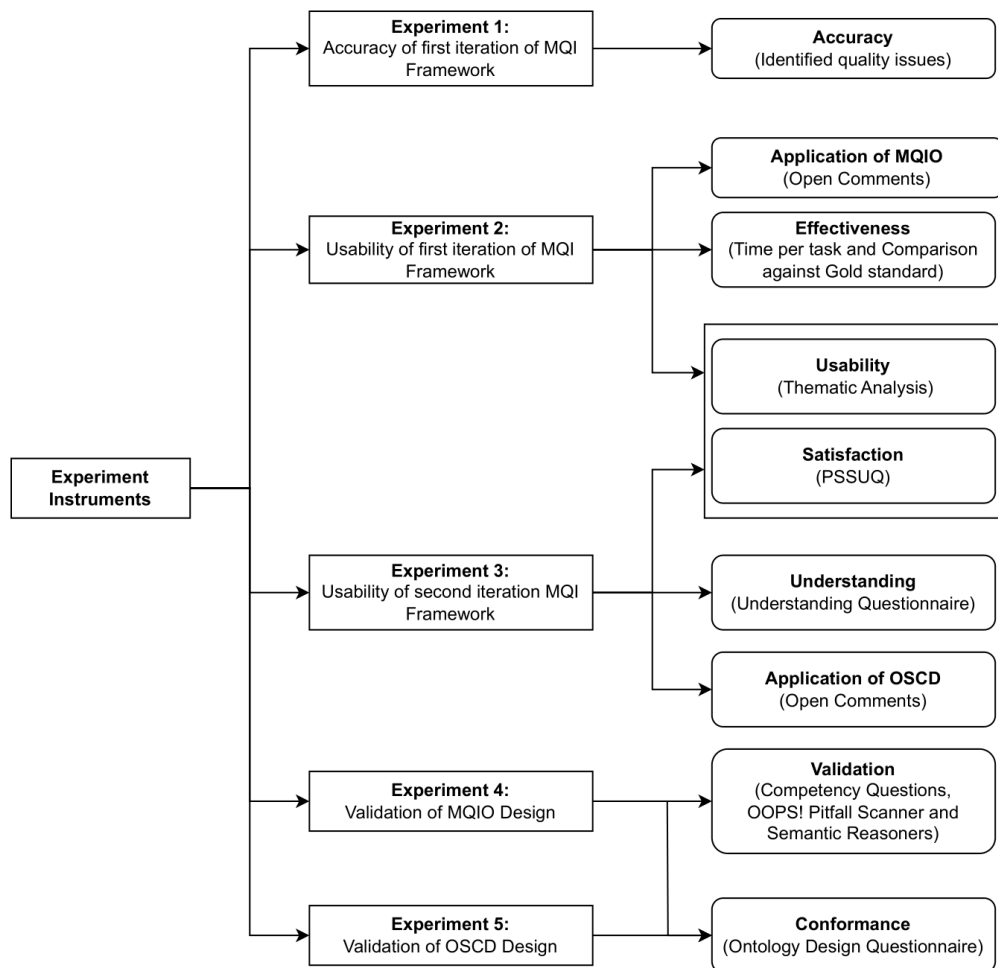 Experiment
Instruments
Experiment 1:
Accuracy of first iteration of MQI
Framework
Experiment 2:
Usability of first iteration of MQI
Framework
Experiment 3:
Usability of second iteration MQI
Framework
Experiment 4:
Validation of MQIO Design
Experiment 5:
Validation of OSCD Design
Accuracy
(Identified quality issues)
Application of MQIO
(Open Comments)
Effectiveness
(Time per task and Comparison
against Gold standard)
Usability
(Thematic Analysis)
Satisfaction
(PSSUQ)
Understanding
(Understanding Questionnaire)
Application of OSCD
(Open Comments)
Validation
(Competency Questions,
OOPS! Pitfall Scanner and
Semantic Reasoners)
Conformance
(Ontology Design Questionnaire)